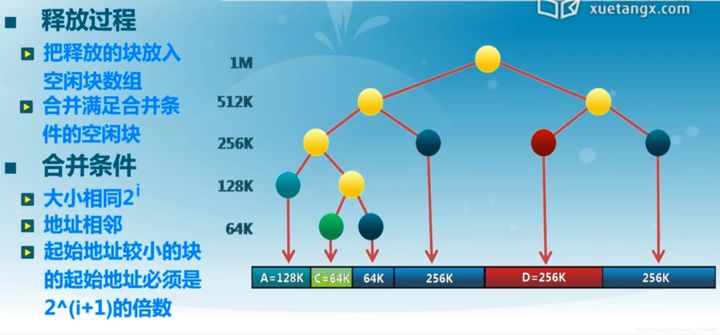 xuetangx.com
释放过程
把释放的块放入
空闲块数组
合并满足合并条
件的空闲块
合并条件
大小相同2^i
地址相邻
起始地址较小的块
的起始地址必须是
2^(i+1)的倍数
1M
512K
256K
128K
64K
A=128K C=64K 64K 256K D=256K 256K